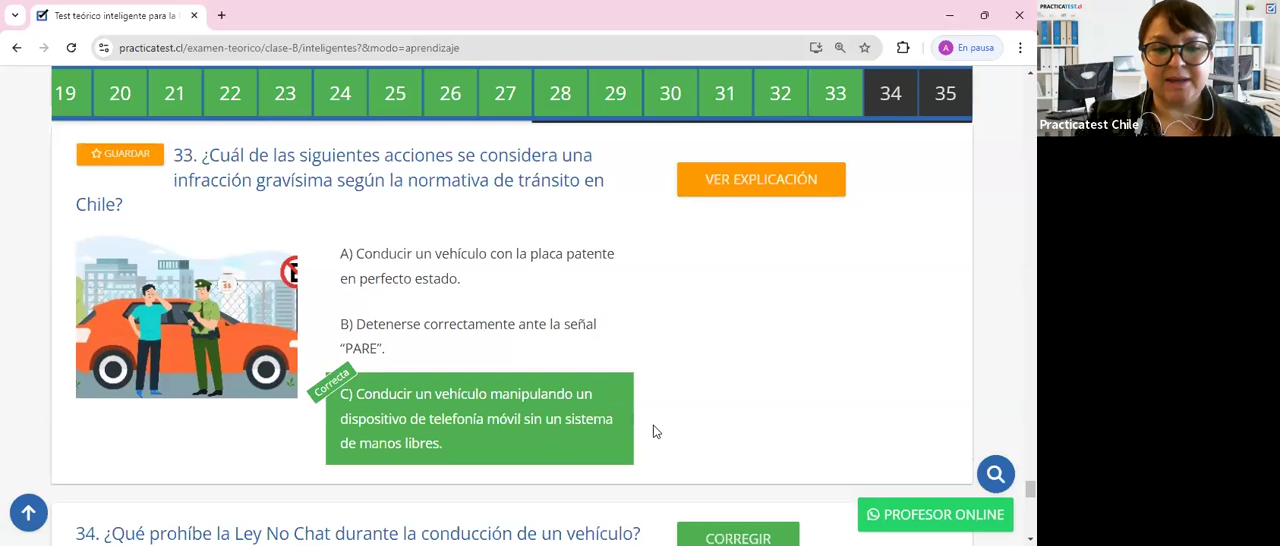 Test teórico inteligente para la
practicatest.cl/examen-teorico/clase-B/inteligentes?&modo=aprendizaje
A
En pausa
PRACTICATEST.cl
Practicatest Chile
19 20 21 22 23 24 25 26 27 28 29 30 31 32 33 34 35
GUARDAR
33. ¿Cuál de las siguientes acciones se considera una
infracción gravísima según la normativa de tránsito en
Chile?
VER EXPLICACIÓN
$$
A) Conducir un vehículo con la placa patente
en perfecto estado.
B) Detenerse correctamente ante la señal
“PARE”.
Correcta
C) Conducir un vehículo manipulando un
dispositivo de telefonía móvil sin un sistema
de manos libres.
PROFESOR ONLINE
34. ¿Qué prohíbe la Ley No Chat durante la conducción de un vehículo?
CORREGIR